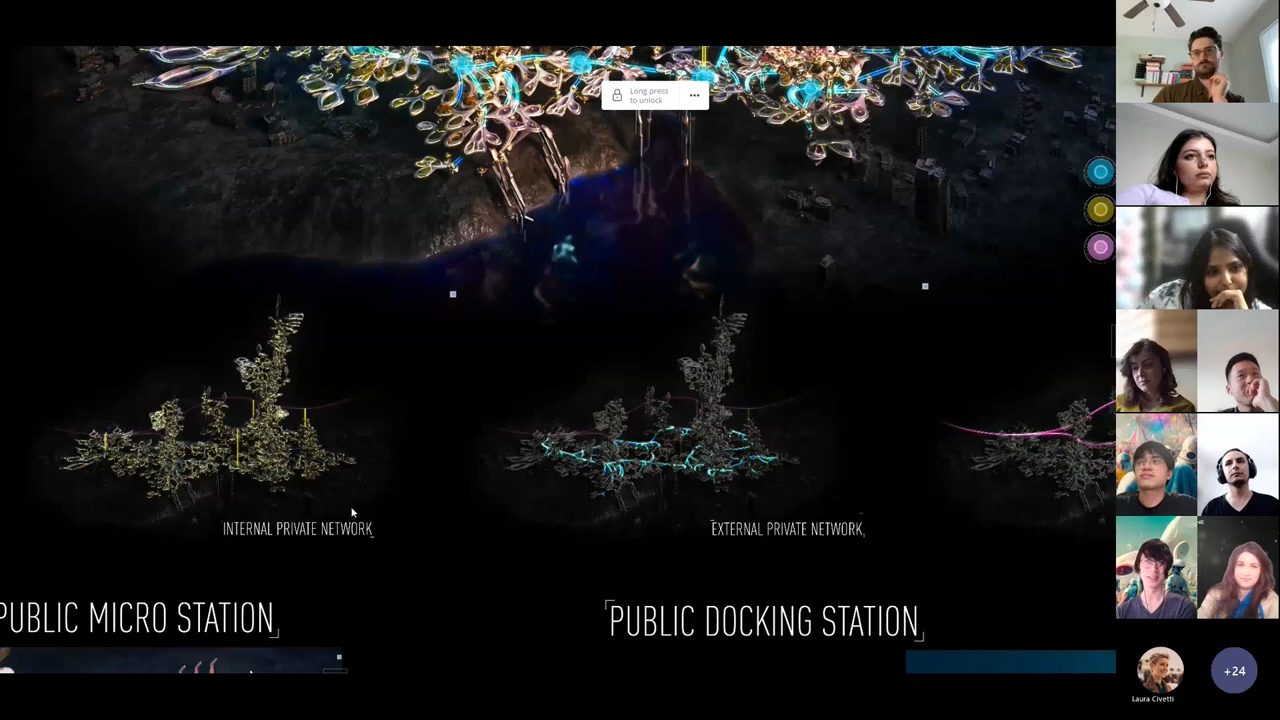 Long press
to unlock
INTERNAL PRIVATE NETWORK
EXTERNAL PRIVATE NETWORK
PUBLIC MICRO STATION
PUBLIC DOCKING STATION
Laura Civetti
+24